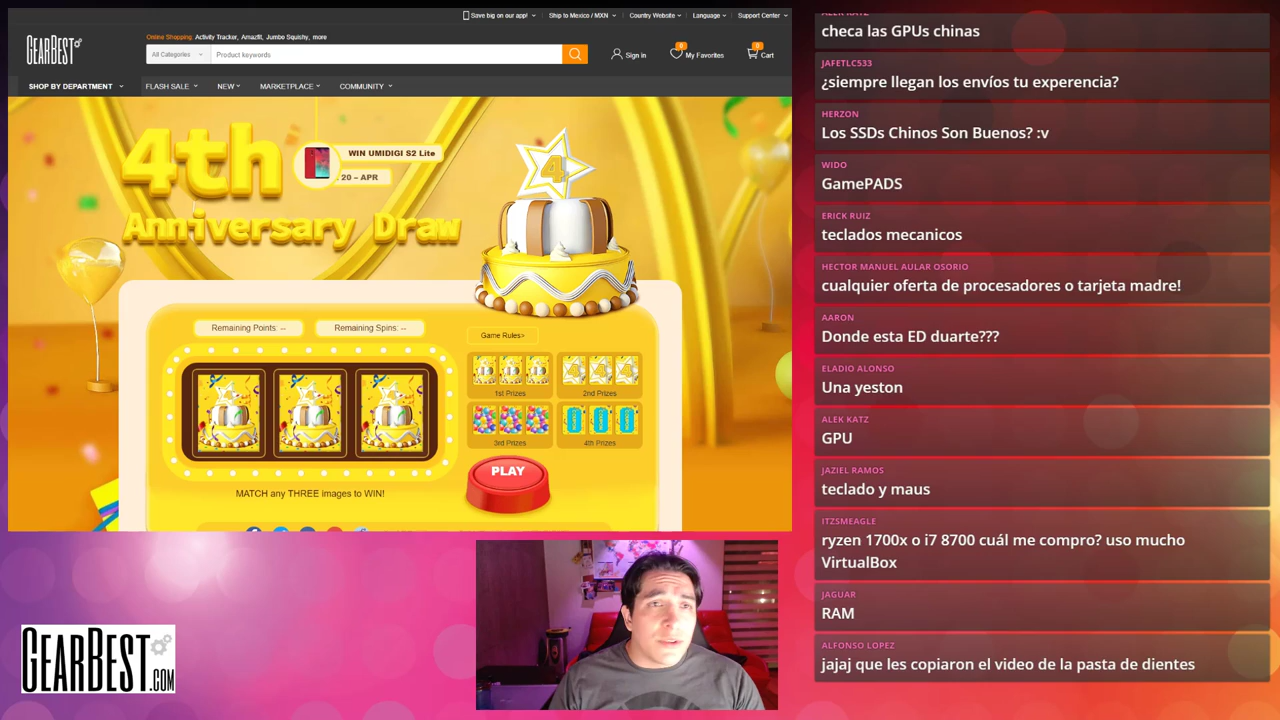 Save big on our app!
Ship to Mexico / MXN
Country Website
Language
Support Center
GEARBEST
Online Shopping: Activity Tracker, Amazfit, Jumbo Squishy, more
All Categories
Product keywords
Sign in
0
My Favorites
0
Cart
SHOP BY DEPARTMENT
FLASH SALE
NEW
MARKETPLACE
COMMUNITY
4th
WIN UMIDIGI S2 Lite
20 – APR
Anniversary Draw
4
Remaining Points: --
Remaining Spins: --
Game Rules>
1st Prizes
2nd Prizes
3rd Prizes
4th Prizes
PLAY
MATCH any THREE images to WIN!
GEARBEST.COM
ALEK KATZ
checa las GPUs chinas
JAFETLC533
¿siempre llegan los envíos tu experencia?
HERZON
Los SSDs Chinos Son Buenos? :v
WIDO
GamePADS
ERICK RUIZ
teclados mecanicos
HECTOR MANUEL AULAR OSORIO
cualquier oferta de procesadores o tarjeta madre!
AARON
Donde esta ED duarte???
ELADIO ALONSO
Una yeston
ALEK KATZ
GPU
JAZIEL RAMOS
teclado y maus
ITZSMEAGLE
ryzen 1700x o i7 8700 cuál me compro? uso mucho
VirtualBox
JAGUAR
RAM
ALFONSO LOPEZ
jajaj que les copiaron el video de la pasta de dientes